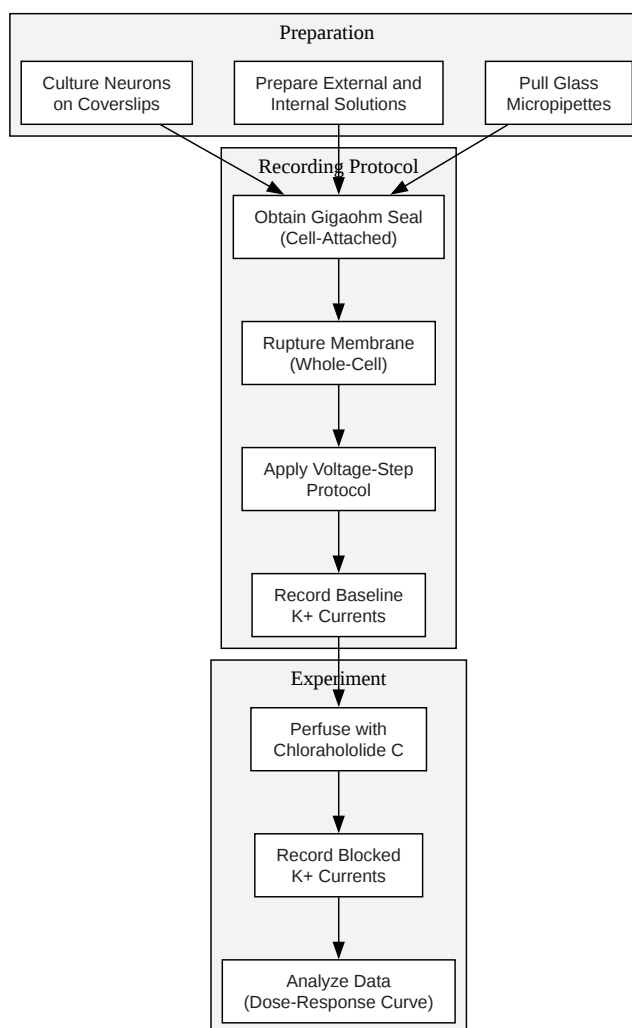 Preparation
Culture Neurons
on Coverslips
Prepare External and
Internal Solutions
Pull Glass
Micropipettes
Recording Protocol
Obtain Gigaohm Seal
(Cell-Attached)
Rupture Membrane
(Whole-Cell)
Apply Voltage-Step
Protocol
Record Baseline
K+ Currents
Experiment
Perfuse with
Chlorahololide C
Record Blocked
K+ Currents
Analyze Data
(Dose-Response Curve)